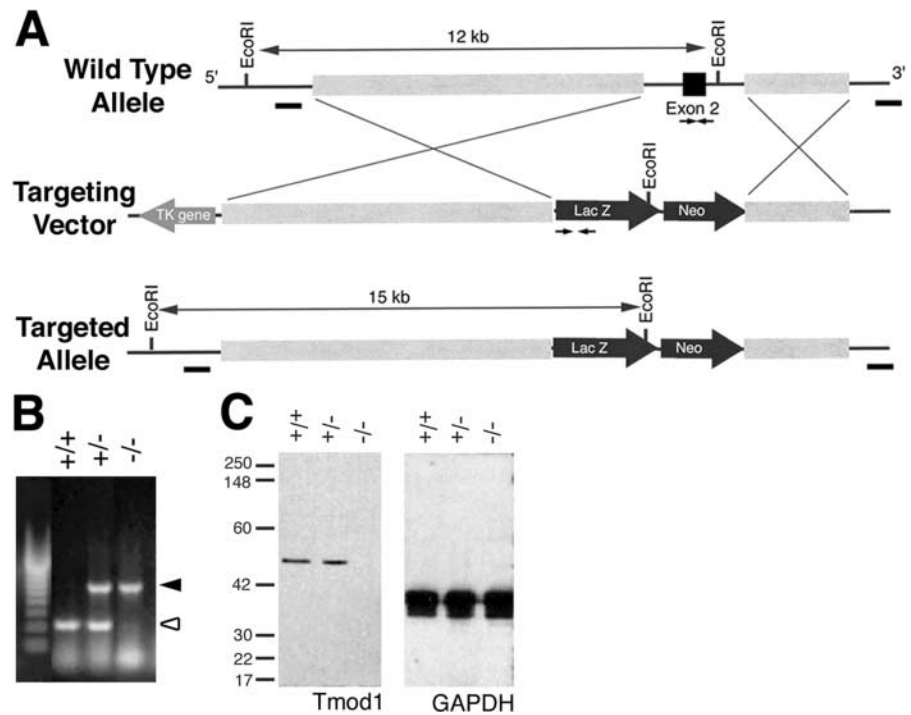 A
EcoRI
12 kb
EcoRI
Wild Type
Allele
5'
3'
Exon 2
Targeting
Vector
TK gene
EcoRI
Lac Z
Neo
EcoRI
15 kb
EcoRI
Targeted
Allele
Lac Z
Neo
B
+/+
+/-
-/-
C
+/+
+/-
-/-
+/+
+/-
-/-
250
148
60
42
30
22
17
Tmod1
GAPDH